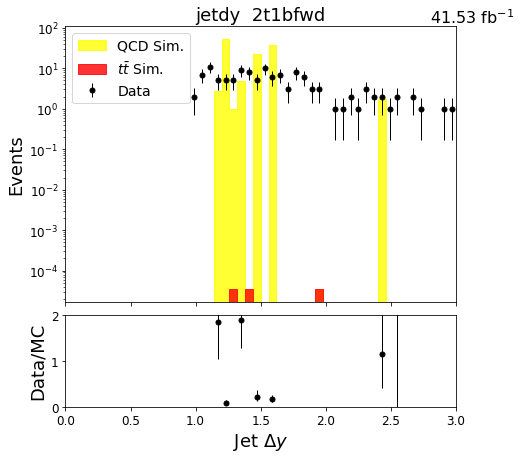 jetdy 2t1bfwd
41.53 fb⁻¹
QCD Sim.
tt̄ Sim.
Data
Events
10²
10¹
10⁰
10⁻¹
10⁻²
10⁻³
10⁻⁴
Data/MC
2
1
0
0.0 0.5 1.0 1.5 2.0 2.5 3.0
Jet Δy